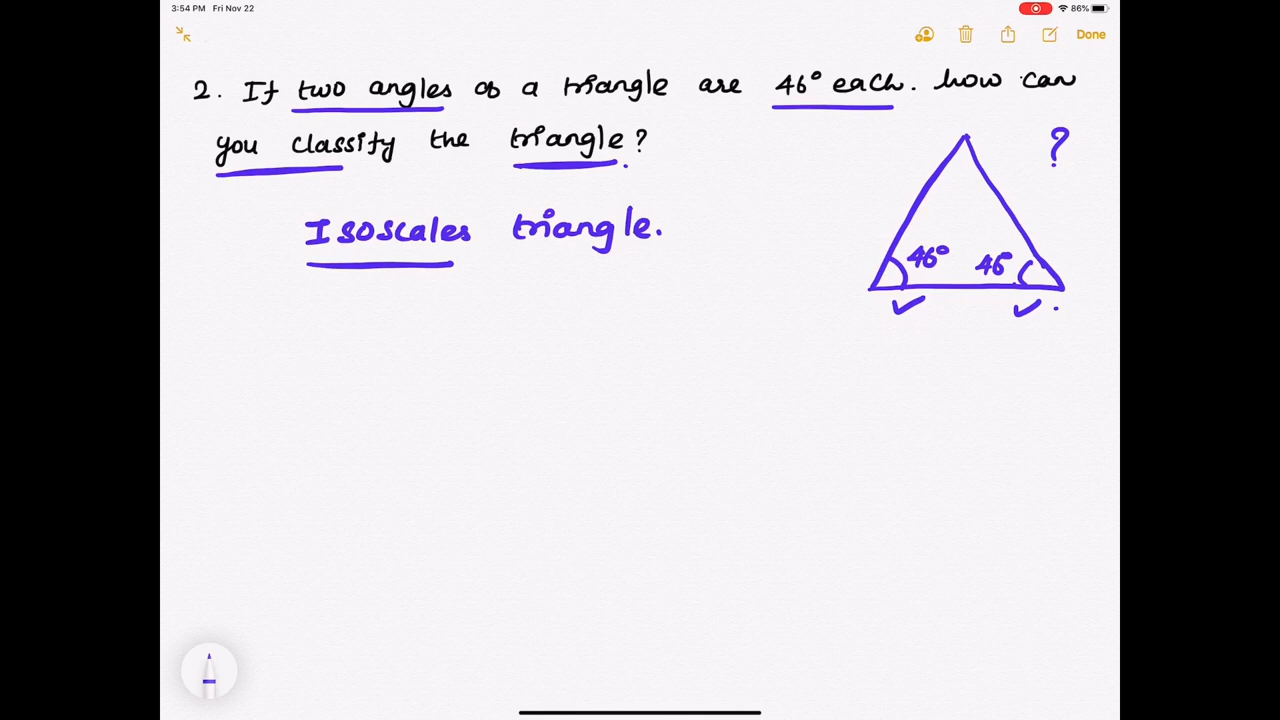 3:54 PM Fri Nov 22
86%
Done
2. If two angles of a triangle are 46° each. how can
you classify the triangle?
?
Isoscales triangle.
46° 46°